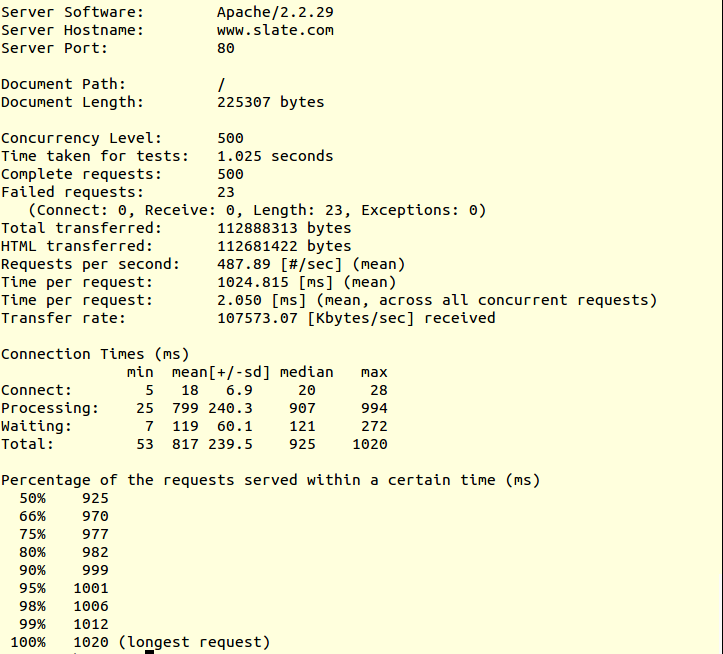 Server Software:        Apache/2.2.29
Server Hostname:        www.slate.com
Server Port:            80

Document Path:          /
Document Length:        225307 bytes

Concurrency Level:      500
Time taken for tests:   1.025 seconds
Complete requests:      500
Failed requests:        23
   (Connect: 0, Receive: 0, Length: 23, Exceptions: 0)
Total transferred:      112888313 bytes
HTML transferred:       112681422 bytes
Requests per second:    487.89 [#/sec] (mean)
Time per request:       1024.815 [ms] (mean)
Time per request:       2.050 [ms] (mean, across all concurrent requests)
Transfer rate:          107573.07 [Kbytes/sec] received

Connection Times (ms)
              min  mean[+/-sd] median   max
Connect:        5   18   6.9     20      28
Processing:    25  799 240.3    907     994
Waiting:        7  119  60.1    121     272
Total:         53  817 239.5    925    1020

Percentage of the requests served within a certain time (ms)
  50%    925
  66%    970
  75%    977
  80%    982
  90%    999
  95%   1001
  98%   1006
  99%   1012
 100%   1020 (longest request)